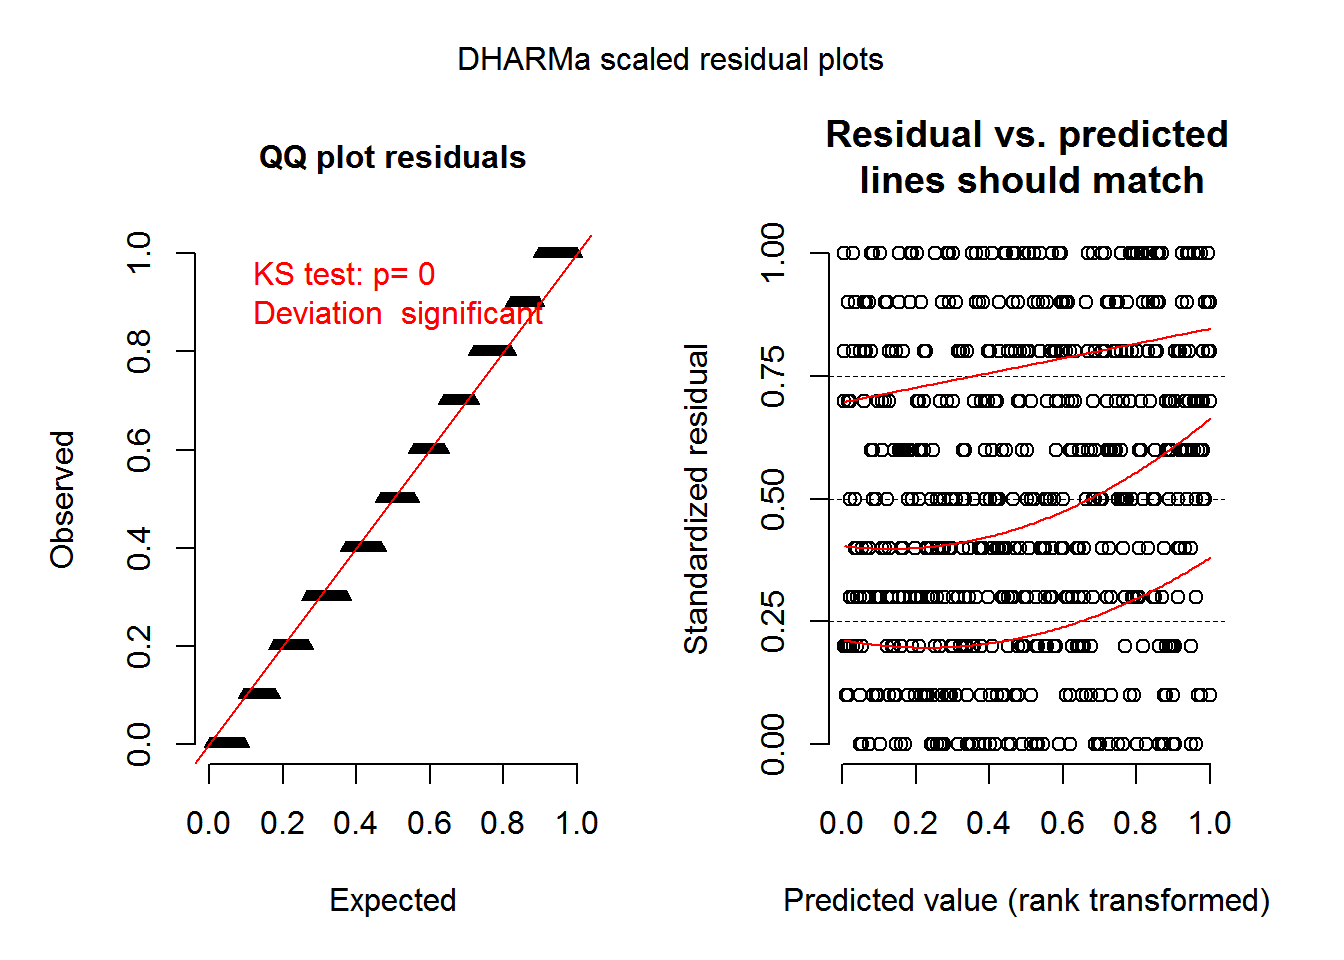 DHARMa scaled residual plots
QQ plot residuals
KS test: p= 0
Deviation  significant
Observed
0.0 0.2 0.4 0.6 0.8 1.0
0.0 0.2 0.4 0.6 0.8 1.0
Expected
Residual vs. predicted
lines should match
Standardized residual
0.00 0.25 0.50 0.75 1.00
0.0 0.2 0.4 0.6 0.8 1.0
Predicted value (rank transformed)